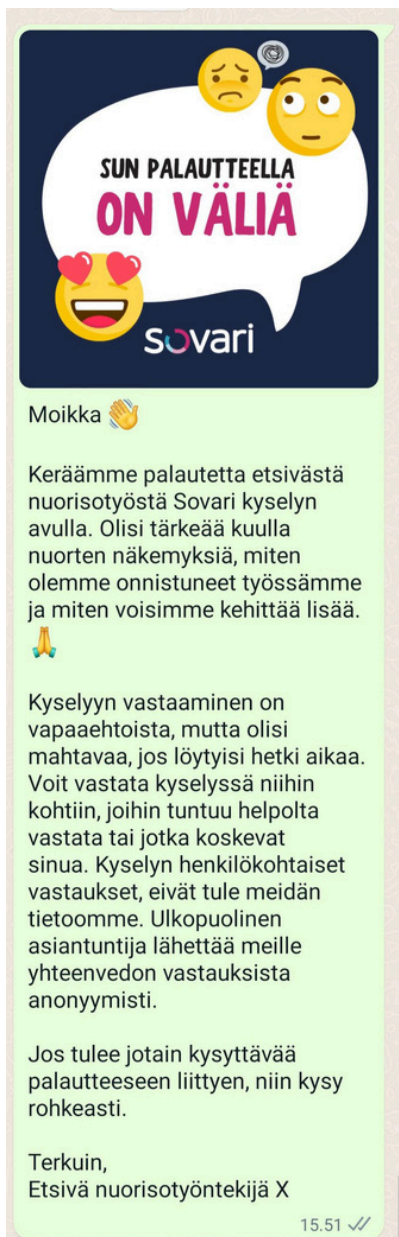 SUN PALAUTTEELLA
ON VÄLIÄ
sovari
Moikka 👋
Keräämme palautetta etsivästä
nuorisotyöstä Sovari kyselyn
avulla. Olisi tärkeää kuulla
nuorten näkemyksiä, miten
olemme onnistuneet työssämme
ja miten voisimme kehittää lisää.
🙏
Kyselyyn vastaaminen on
vapaaehtoista, mutta olisi
mahtavaa, jos löytyisi hetki aikaa.
Voit vastata kyselyssä niihin
kohtiin, joihin tuntuu helpolta
vastata tai jotka koskevat
sinua. Kyselyn henkilökohtaiset
vastaukset, eivät tule meidän
tietoomme. Ulkopuolinen
asiantuntija lähettää meille
yhteenvedon vastauksista
anonyymisti.
Jos tulee jotain kysyttävää
palautteeseen liittyen, niin kysy
rohkeasti.
Terkuin,
Etsivä nuorisotyöntekijä X
15.51